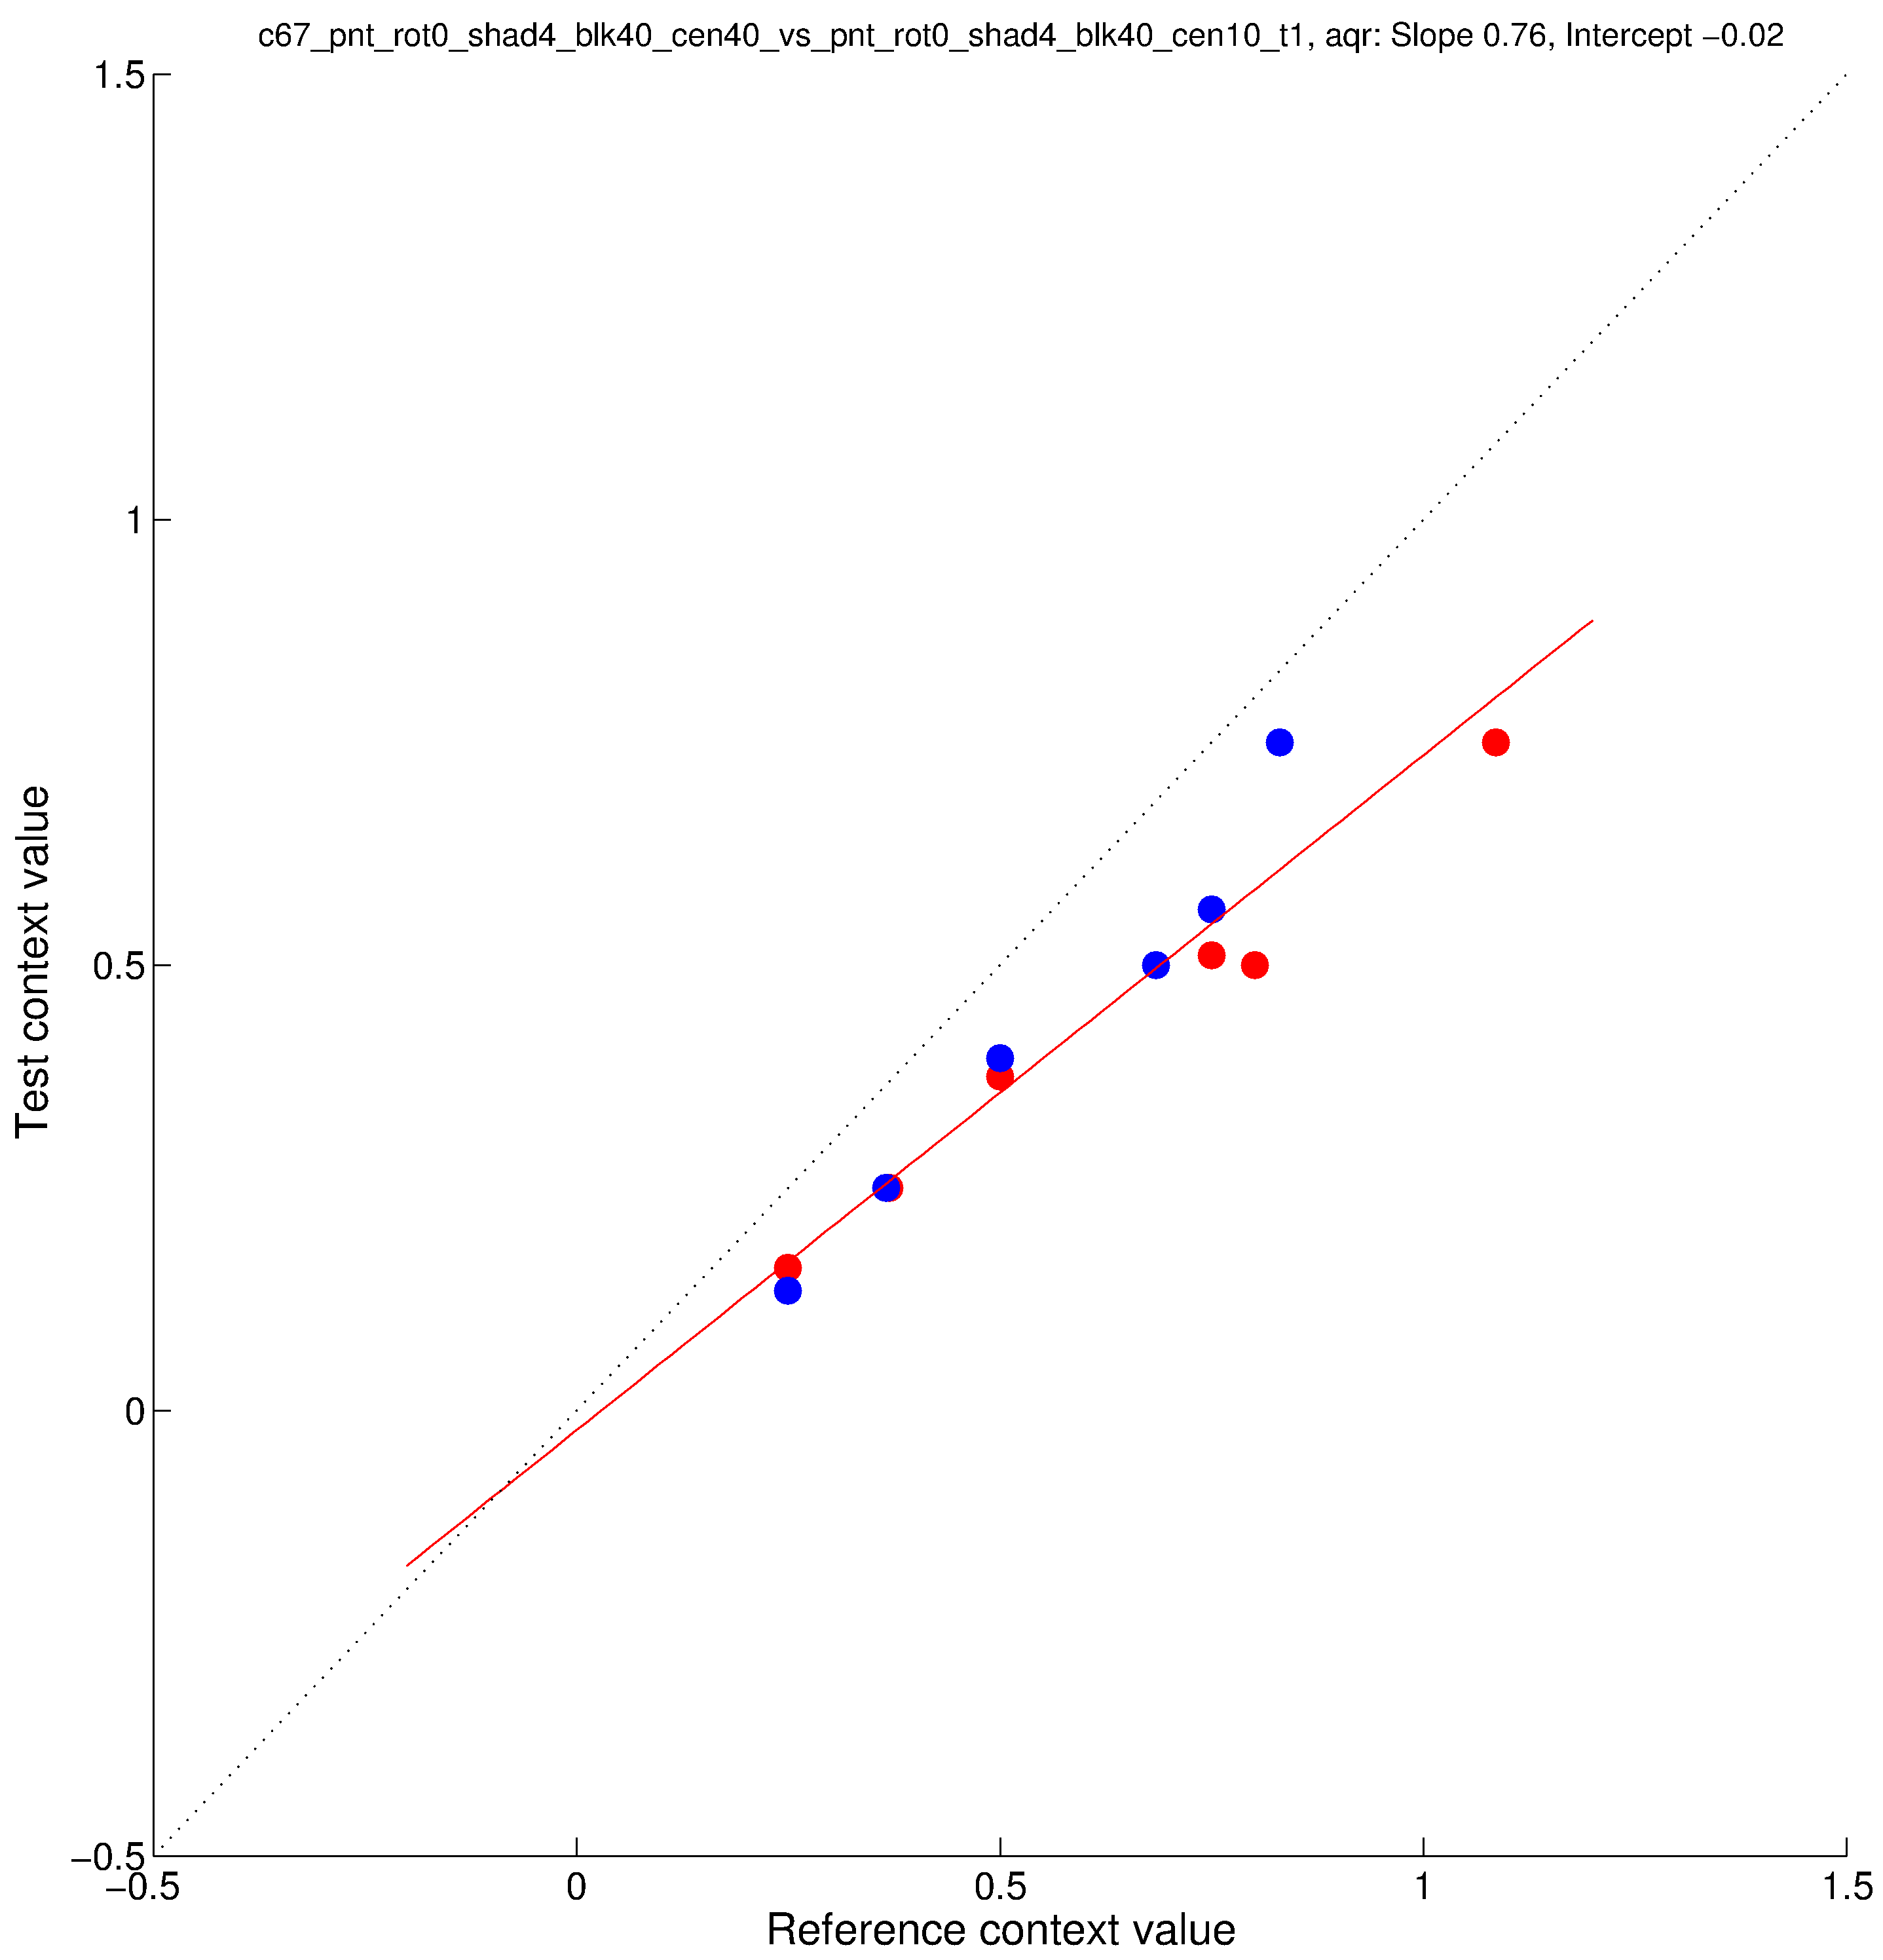 c67_pnt_rot0_shad4_blk40_cen40_vs_pnt_rot0_shad4_blk40_cen10_t1, aqr: Slope 0.76, Intercept −0.02
1.5
1
0.5
0
−0.5
−0.5 0 0.5 1 1.5
Test context value
Reference context value